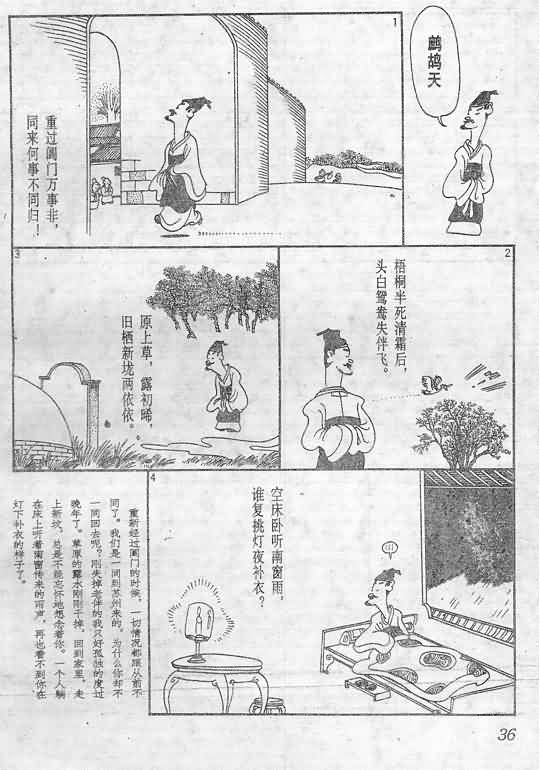 鹧鸪天
1
重过阊门万事非，
同来何事不同归！
2
梧桐半死清霜后，
头白鸳鸯失伴飞。
3
原上草，露初晞，
旧栖新垅两依依。
4
空床卧听南窗雨，
谁复挑灯夜补衣？
重新经过阊门的时候，一切情况都跟从前不
同了。我们是一同到苏州来的，为什么你却不
一同回去呢？刚失掉老伴的我只好孤独的度过
晚年了。草原的露水刚刚干掉，回到家里，走
上新坟，总是不能忘怀地想念着你。一个人躺
在床上听着南窗传来的雨声，再也看不到你在
灯下补衣的样子了。
36